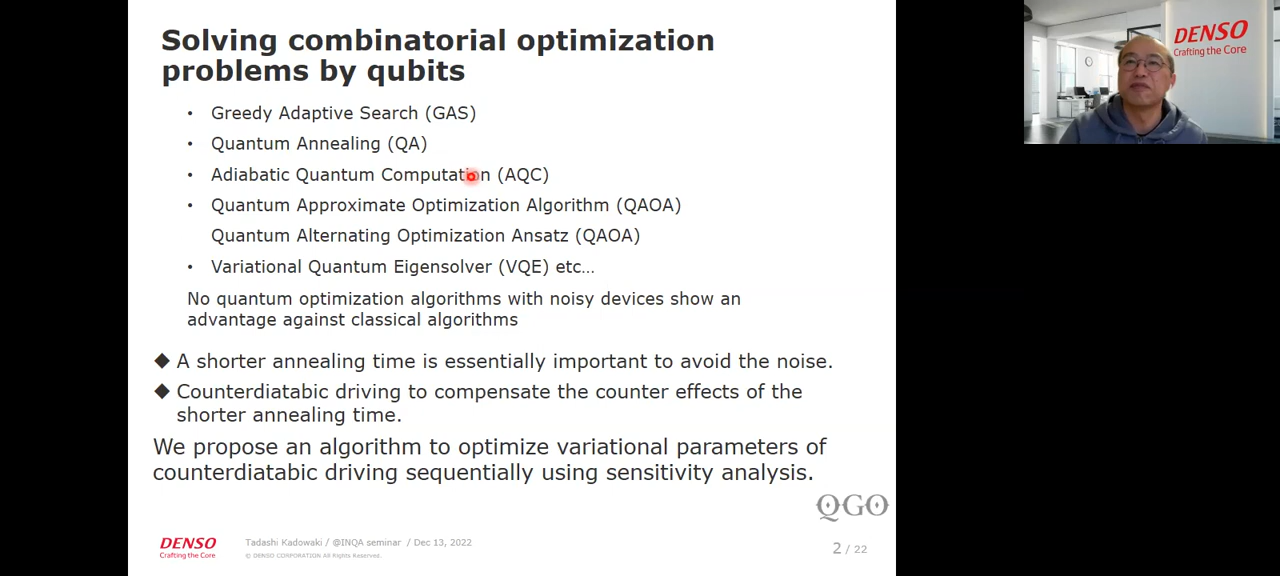 Solving combinatorial optimization
problems by qubits
• Greedy Adaptive Search (GAS)
• Quantum Annealing (QA)
• Adiabatic Quantum Computation (AQC)
• Quantum Approximate Optimization Algorithm (QAOA)
Quantum Alternating Optimization Ansatz (QAOA)
• Variational Quantum Eigensolver (VQE) etc...
No quantum optimization algorithms with noisy devices show an
advantage against classical algorithms
◆ A shorter annealing time is essentially important to avoid the noise.
◆ Counterdiatabic driving to compensate the counter effects of the
shorter annealing time.
We propose an algorithm to optimize variational parameters of
counterdiatabic driving sequentially using sensitivity analysis.
QGO
DENSO
Crafting the Core
Tadashi Kadowaki / @INQA seminar / Dec 13, 2022
© DENSO CORPORATION All Rights Reserved.
2 / 22
DENSO
Crafting the Core